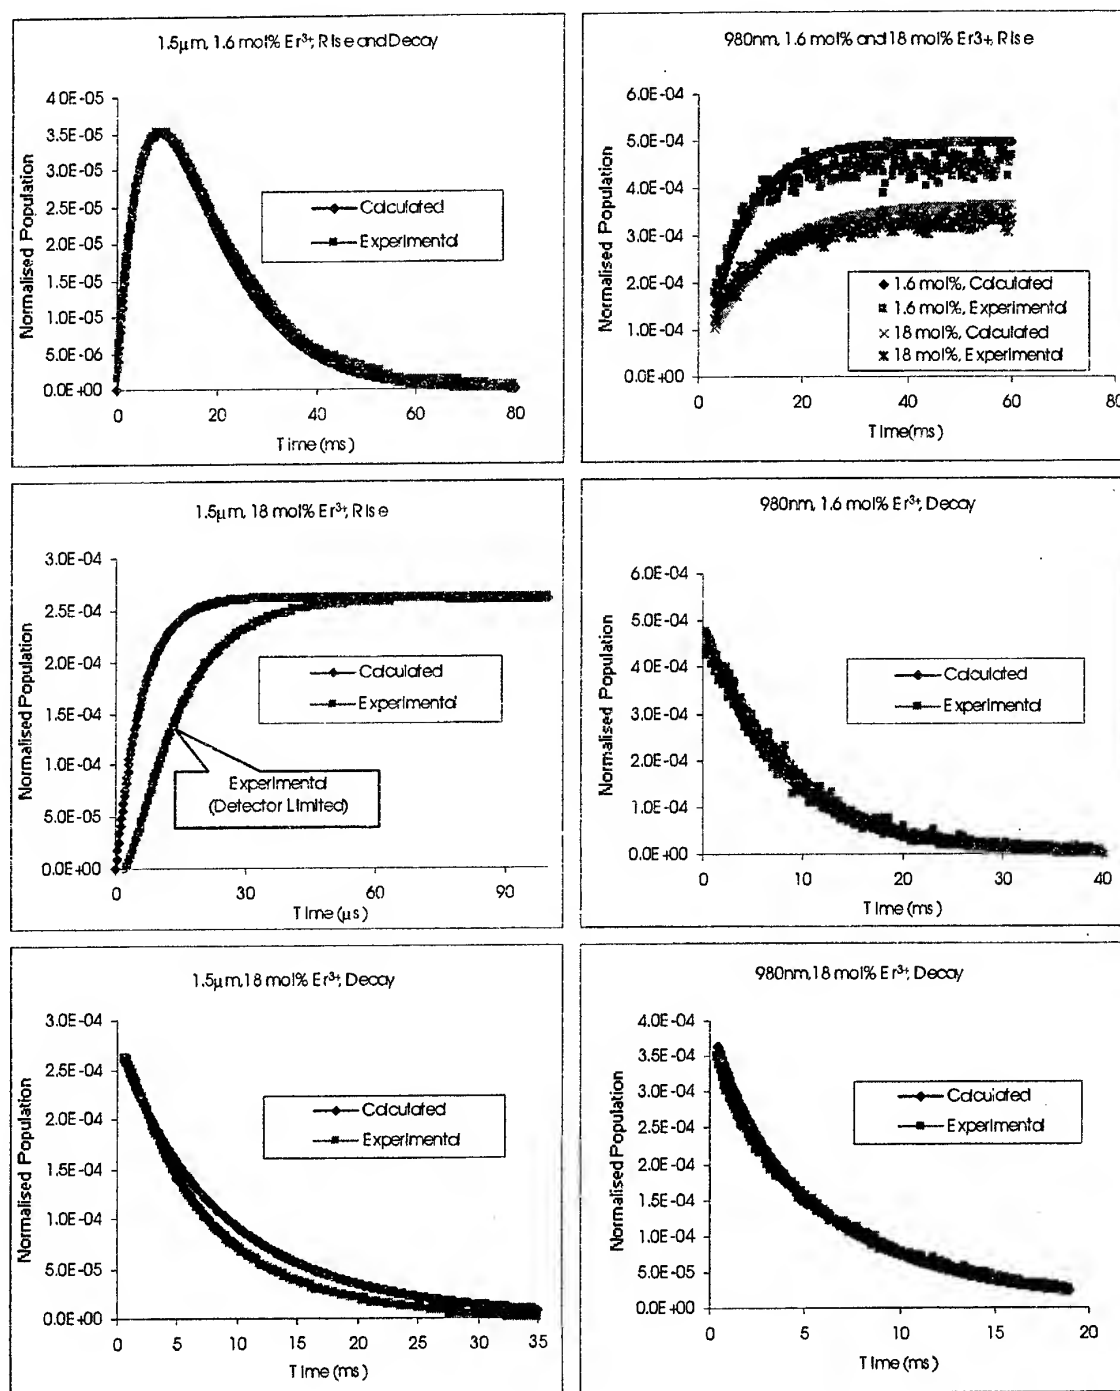 1.5µm, 1.6 mol% Er³⁺, Rise and Decay
Normalised Population
4.0E-05
3.5E-05
3.0E-05
2.5E-05
2.0E-05
1.5E-05
1.0E-05
5.0E-06
0.0E+00
Calculated
Experimental
0 20 40 60 80
Time (ms)
980nm, 1.6 mol% and 18 mol% Er3+, Rise
Normalised Population
6.0E-04
5.0E-04
4.0E-04
3.0E-04
2.0E-04
1.0E-04
0.0E+00
1.6 mol%, Calculated
1.6 mol%, Experimental
18 mol%, Calculated
18 mol%, Experimental
0 20 40 60 80
Time(ms)
1.5µm, 18 mol% Er³⁺, Rise
Normalised Population
3.0E-04
2.5E-04
2.0E-04
1.5E-04
1.0E-04
5.0E-05
0.0E+00
Calculated
Experimental
Experimental
(Detector Limited)
0 30 60 90
Time (µs)
980nm, 1.6 mol% Er³⁺, Decay
Normalised Population
6.0E-04
5.0E-04
4.0E-04
3.0E-04
2.0E-04
1.0E-04
0.0E+00
Calculated
Experimental
0 10 20 30 40
Time (ms)
1.5µm, 18 mol% Er³⁺, Decay
Normalised Population
3.0E-04
2.5E-04
2.0E-04
1.5E-04
1.0E-04
5.0E-05
0.0E+00
Calculated
Experimental
0 5 10 15 20 25 30 35
Time (ms)
980nm, 18 mol% Er³⁺, Decay
Normalised Population
4.0E-04
3.5E-04
3.0E-04
2.5E-04
2.0E-04
1.5E-04
1.0E-04
5.0E-05
0.0E+00
Calculated
Experimental
0 5 10 15 20
Time (ms)